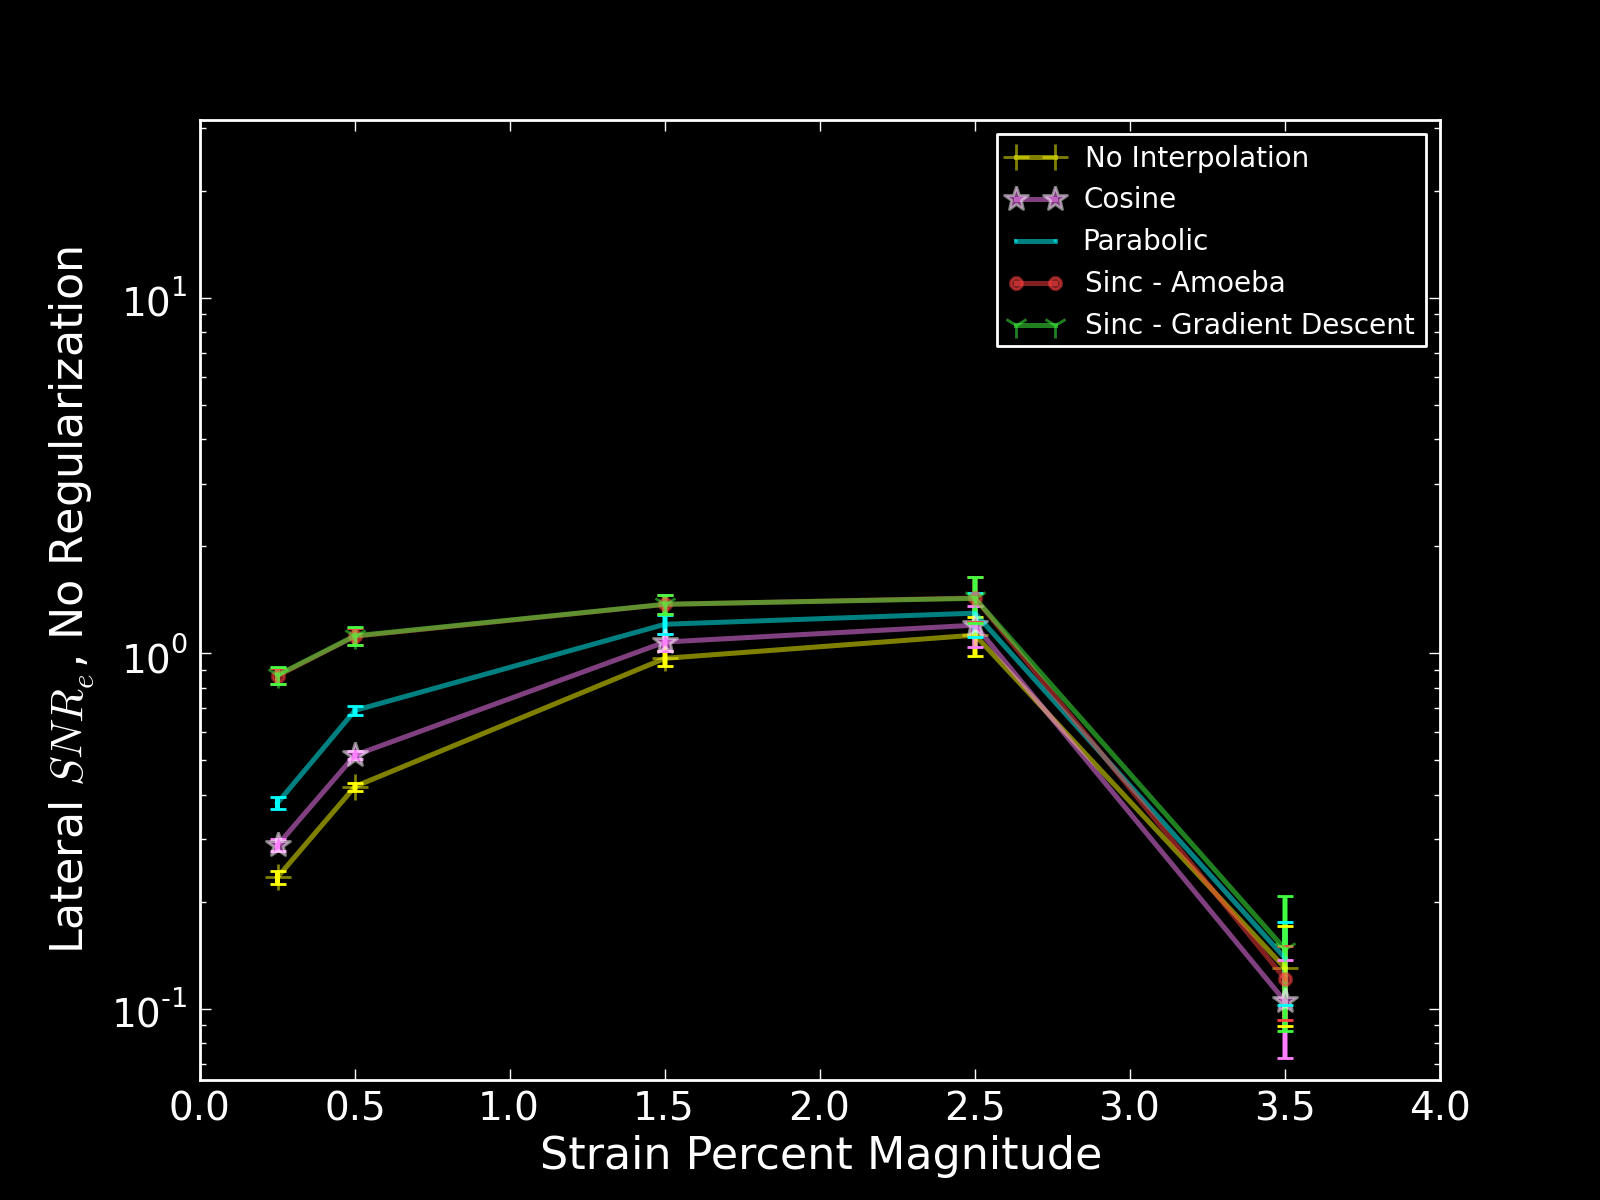 Lateral SNR_e, No Regularization
10^1
10^0
10^-1
No Interpolation
Cosine
Parabolic
Sinc - Amoeba
Sinc - Gradient Descent
0.0 0.5 1.0 1.5 2.0 2.5 3.0 3.5 4.0
Strain Percent Magnitude